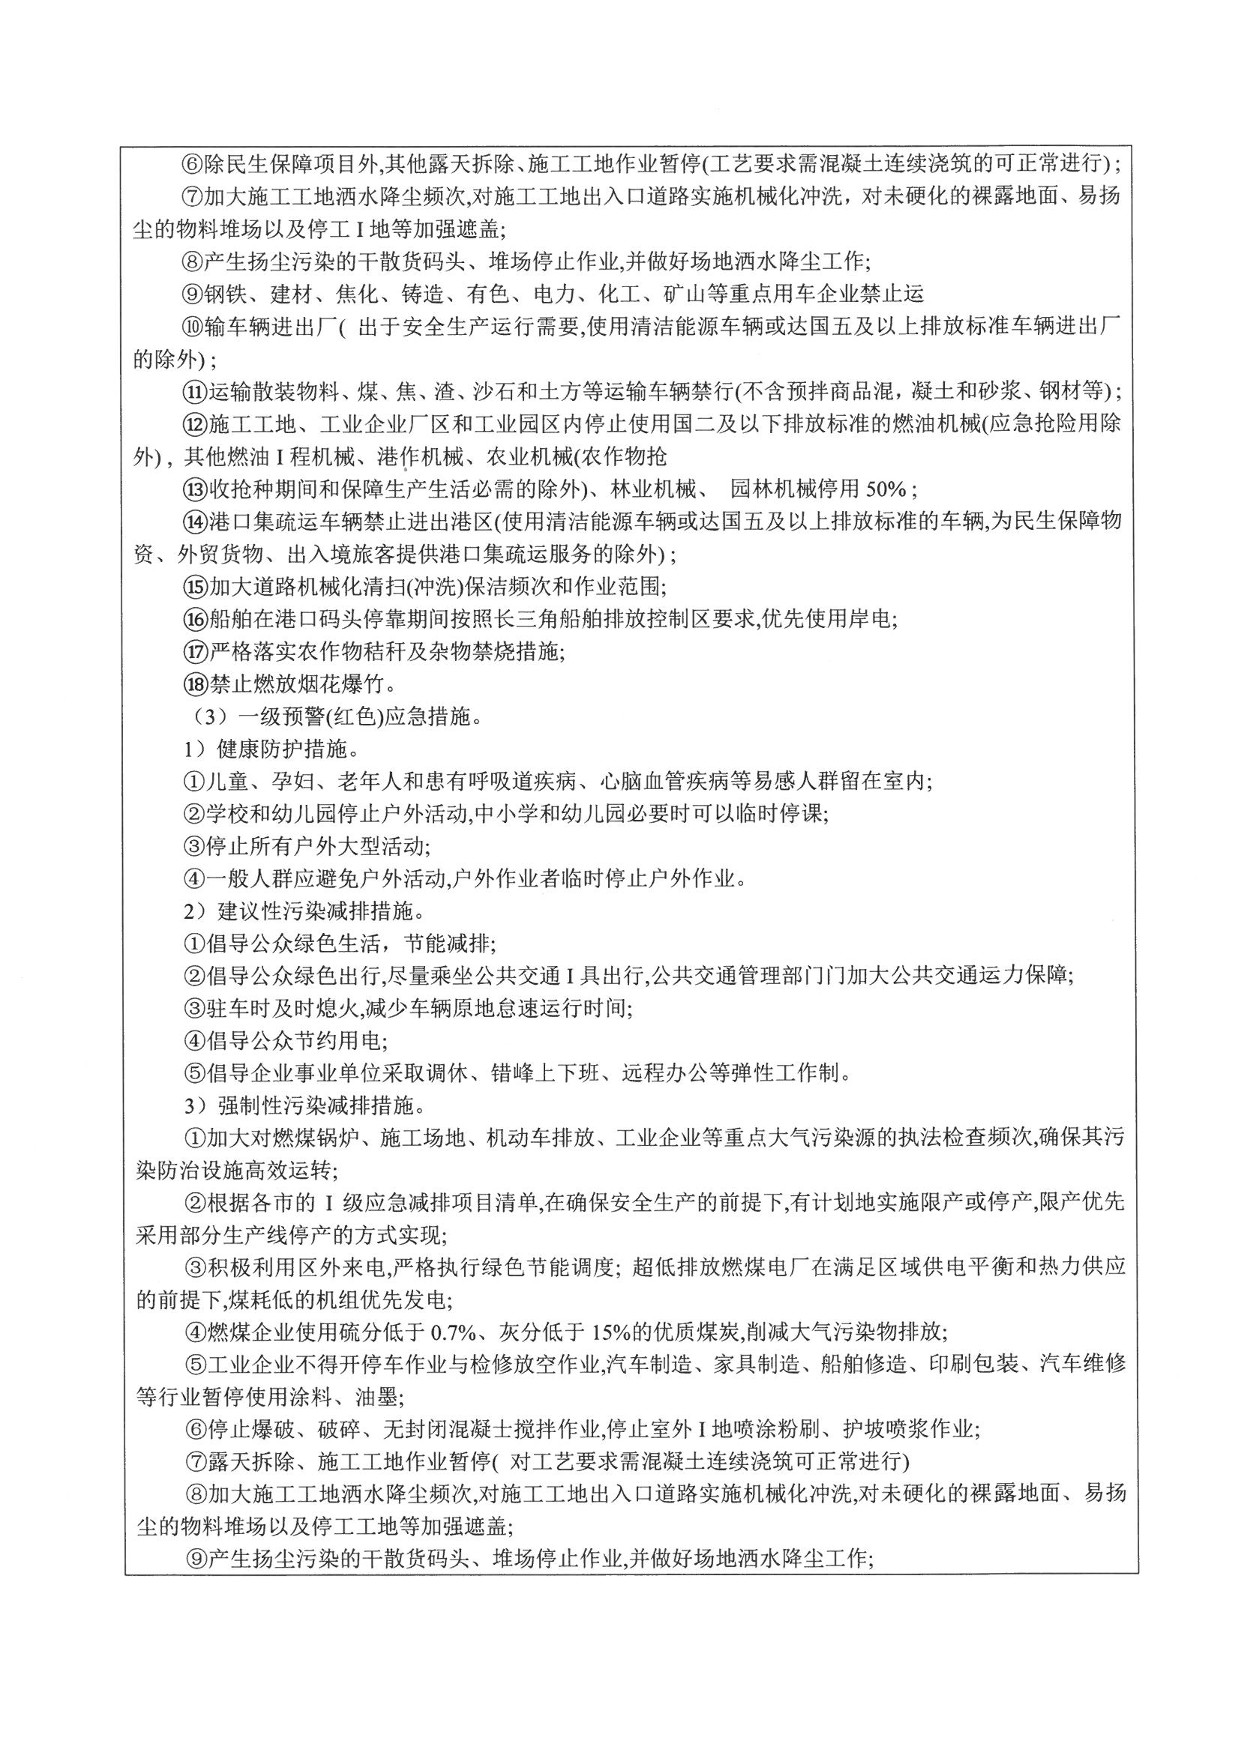 ⑥除民生保障项目外,其他露天拆除、施工工地作业暂停(工艺要求需混凝土连续浇筑的可正常进行);
⑦加大施工工地洒水降尘频次,对施工工地出入口道路实施机械化冲洗，对未硬化的裸露地面、易扬
尘的物料堆场以及停工 I 地等加强遮盖;
⑧产生扬尘污染的干散货码头、堆场停止作业,并做好场地洒水降尘工作;
⑨钢铁、建材、焦化、铸造、有色、电力、化工、矿山等重点用车企业禁止运
⑩输车辆进出厂( 出于安全生产运行需要,使用清洁能源车辆或达国五及以上排放标准车辆进出厂
的除外);
⑪运输散装物料、煤、焦、渣、沙石和土方等运输车辆禁行(不含预拌商品混，凝土和砂浆、钢材等);
⑫施工工地、工业企业厂区和工业园区内停止使用国二及以下排放标准的燃油机械(应急抢险用除
外)，其他燃油 I 程机械、港作机械、农业机械(农作物抢
⑬收抢种期间和保障生产生活必需的除外)、林业机械、 园林机械停用 50%;
⑭港口集疏运车辆禁止进出港区(使用清洁能源车辆或达国五及以上排放标准的车辆,为民生保障物
资、外贸货物、出入境旅客提供港口集疏运服务的除外);
⑮加大道路机械化清扫(冲洗)保洁频次和作业范围;
⑯船舶在港口码头停靠期间按照长三角船舶排放控制区要求,优先使用岸电;
⑰严格落实农作物秸秆及杂物禁烧措施;
⑱禁止燃放烟花爆竹。
（3）一级预警(红色)应急措施。
1）健康防护措施。
①儿童、孕妇、老年人和患有呼吸道疾病、心脑血管疾病等易感人群留在室内;
②学校和幼儿园停止户外活动,中小学和幼儿园必要时可以临时停课;
③停止所有户外大型活动;
④一般人群应避免户外活动,户外作业者临时停止户外作业。
2）建议性污染减排措施。
①倡导公众绿色生活，节能减排;
②倡导公众绿色出行,尽量乘坐公共交通 I 具出行,公共交通管理部门门加大公共交通运力保障;
③驻车时及时熄火,减少车辆原地怠速运行时间;
④倡导公众节约用电;
⑤倡导企业事业单位采取调休、错峰上下班、远程办公等弹性工作制。
3）强制性污染减排措施。
①加大对燃煤锅炉、施工场地、机动车排放、工业企业等重点大气污染源的执法检查频次,确保其污
染防治设施高效运转;
②根据各市的 I 级应急减排项目清单,在确保安全生产的前提下,有计划地实施限产或停产,限产优先
采用部分生产线停产的方式实现;
③积极利用区外来电,严格执行绿色节能调度; 超低排放燃煤电厂在满足区域供电平衡和热力供应
的前提下,煤耗低的机组优先发电;
④燃煤企业使用硫分低于 0.7%、灰分低于 15%的优质煤炭,削减大气污染物排放;
⑤工业企业不得开停车作业与检修放空作业,汽车制造、家具制造、船舶修造、印刷包装、汽车维修
等行业暂停使用涂料、油墨;
⑥停止爆破、破碎、无封闭混凝士搅拌作业,停止室外 I 地喷涂粉刷、护坡喷浆作业;
⑦露天拆除、施工工地作业暂停( 对工艺要求需混凝土连续浇筑可正常进行)
⑧加大施工工地洒水降尘频次,对施工工地出入口道路实施机械化冲洗,对未硬化的裸露地面、易扬
尘的物料堆场以及停工工地等加强遮盖;
⑨产生扬尘污染的干散货码头、堆场停止作业,并做好场地洒水降尘工作;